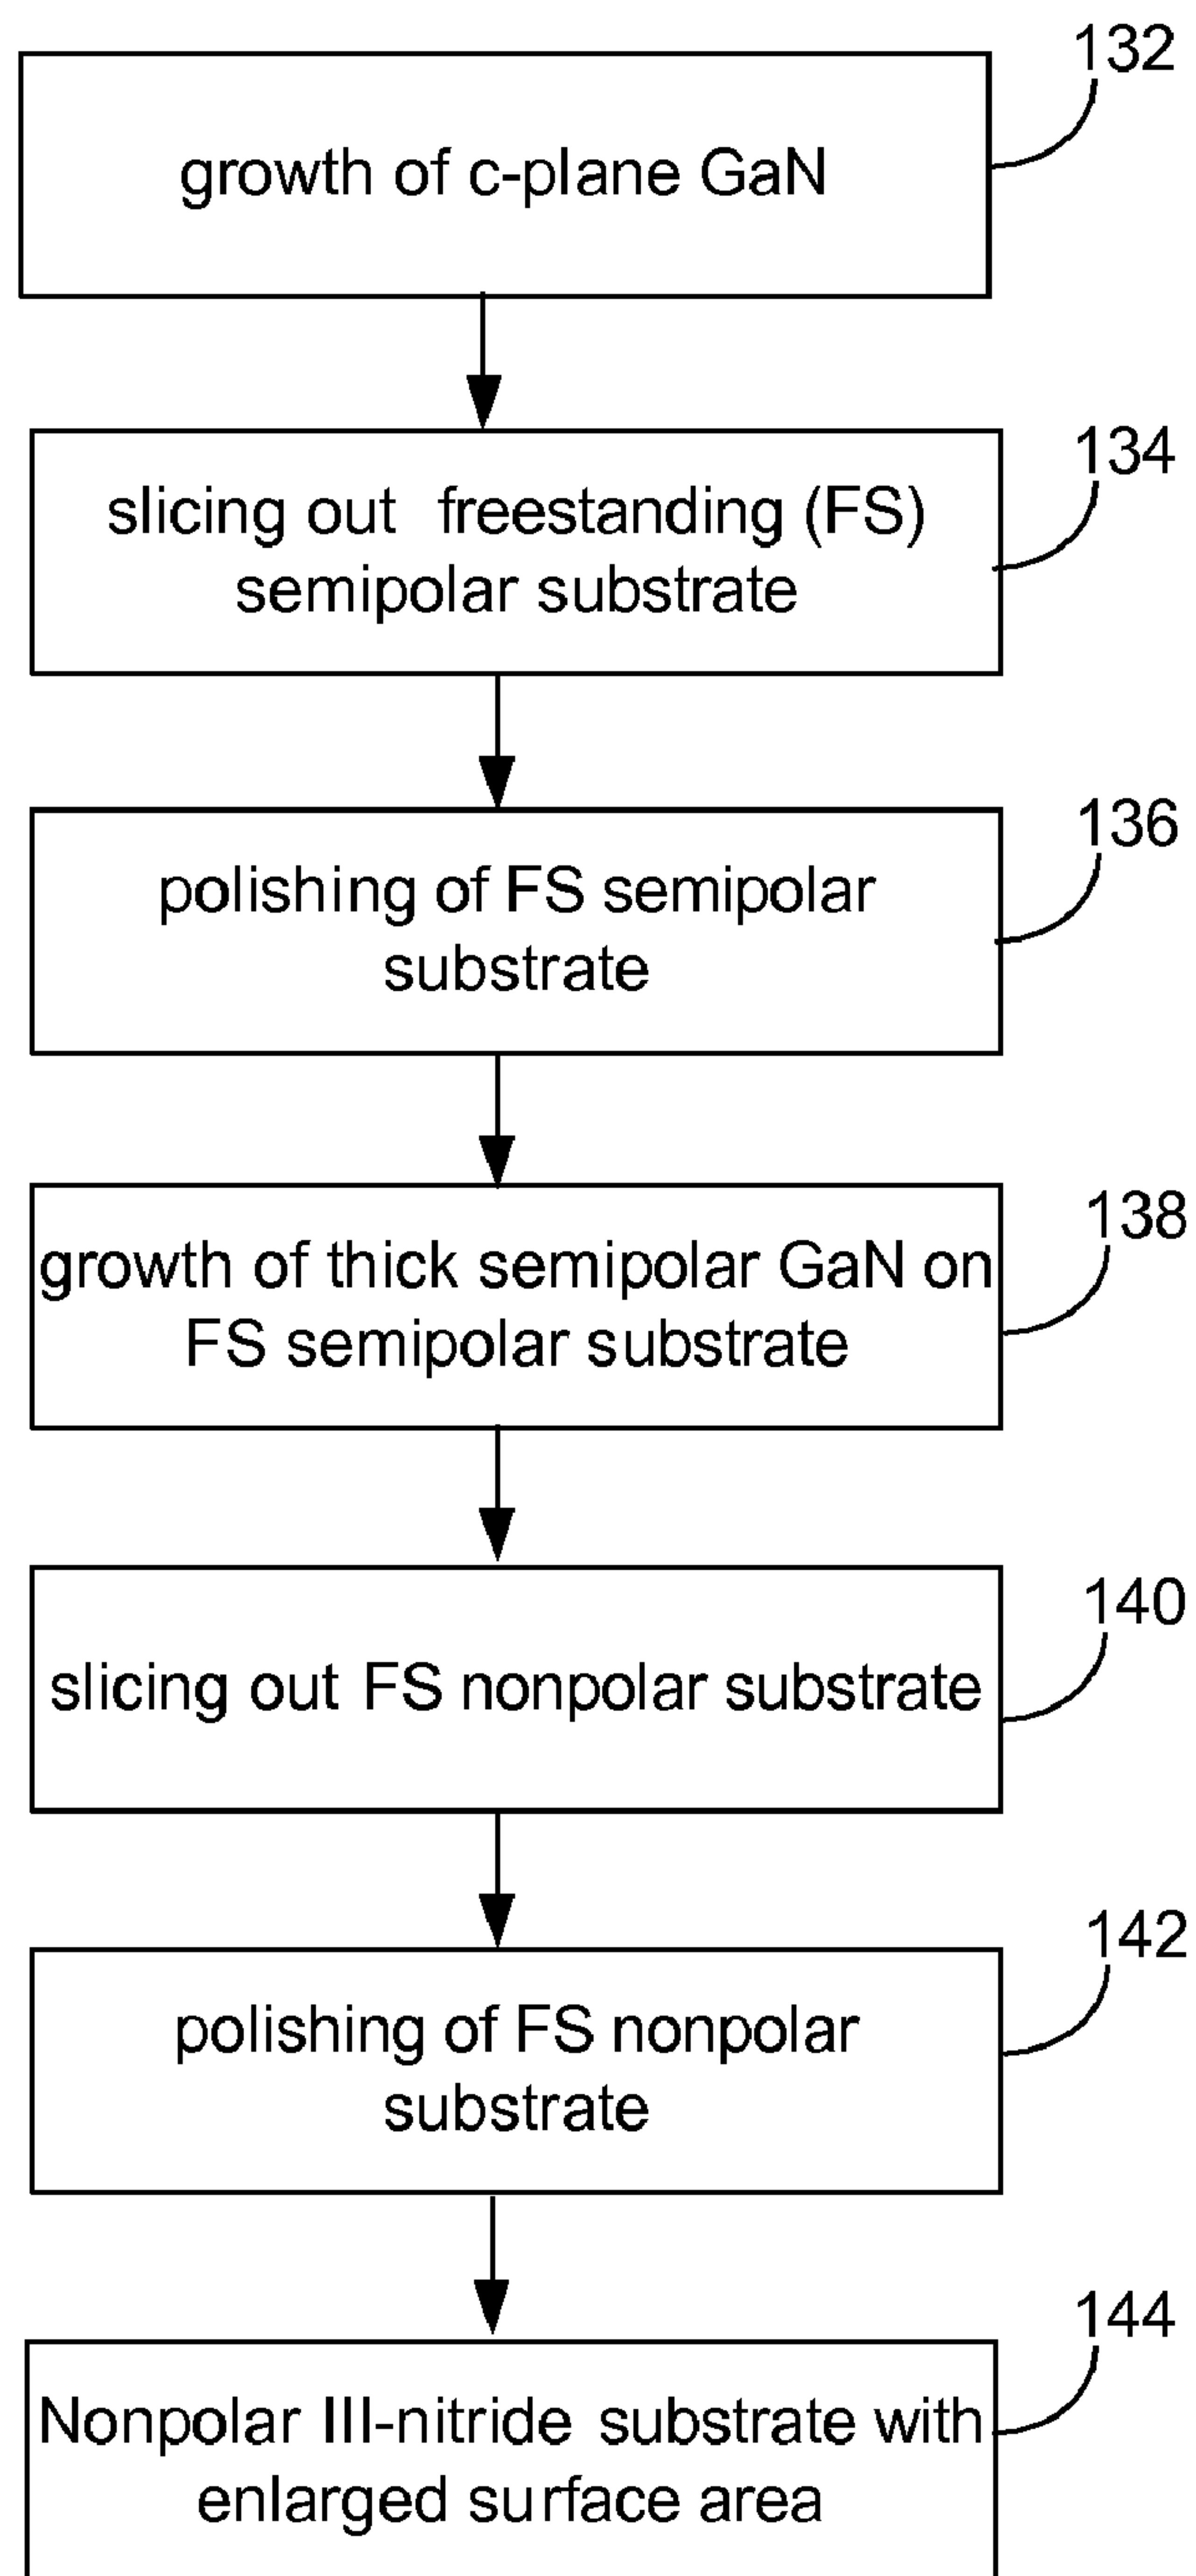 132
growth of c-plane GaN
134
slicing out freestanding (FS)
semipolar substrate
136
polishing of FS semipolar
substrate
138
growth of thick semipolar GaN on
FS semipolar substrate
140
slicing out FS nonpolar substrate
142
polishing of FS nonpolar
substrate
144
Nonpolar III-nitride substrate with
enlarged surface area